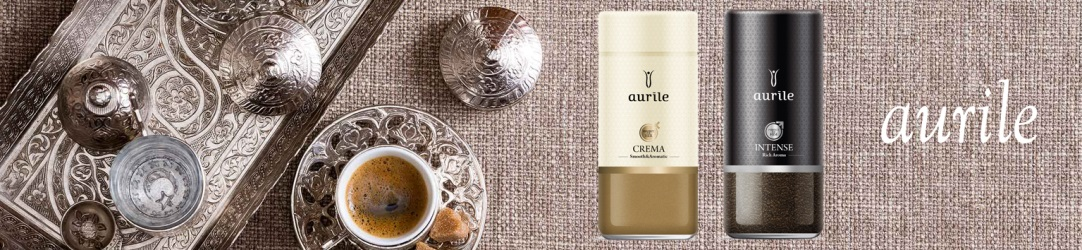 aurile
CREMA
Smooth&Aromatic
aurile
INTENSE
Rich Aroma
aurile